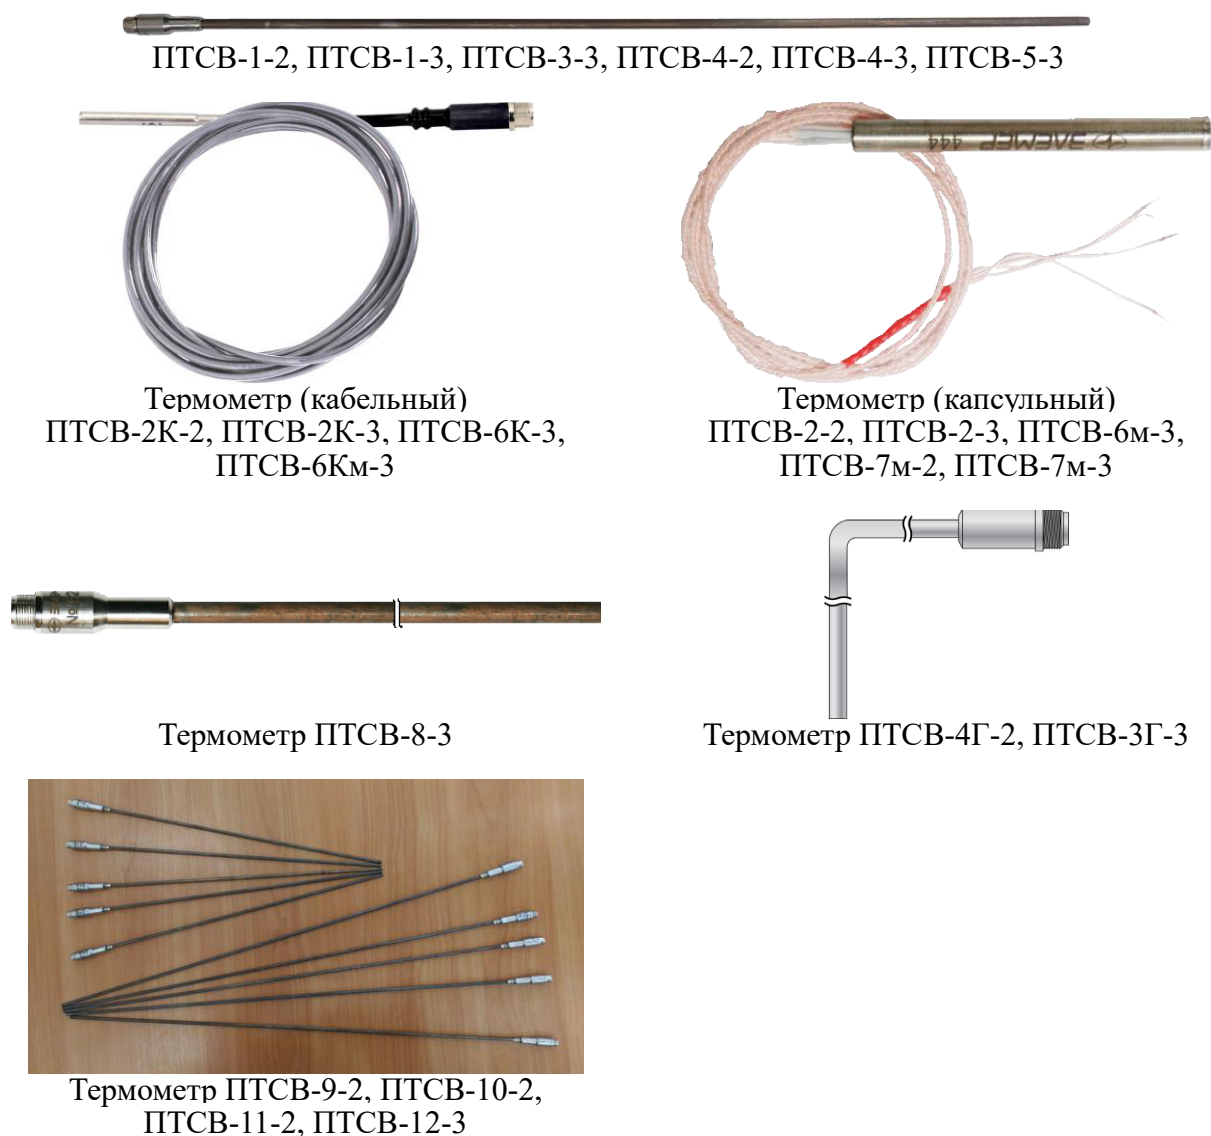 ПТСВ-1-2, ПТСВ-1-3, ПТСВ-3-3, ПТСВ-4-2, ПТСВ-4-3, ПТСВ-5-3
ЭЛЕМЕР 444
Термометр (кабельный)
ПТСВ-2К-2, ПТСВ-2К-3, ПТСВ-6К-3,
ПТСВ-6Км-3
Термометр (капсульный)
ПТСВ-2-2, ПТСВ-2-3, ПТСВ-6м-3,
ПТСВ-7м-2, ПТСВ-7м-3
Термометр ПТСВ-8-3
Термометр ПТСВ-4Г-2, ПТСВ-3Г-3
Термометр ПТСВ-9-2, ПТСВ-10-2,
ПТСВ-11-2, ПТСВ-12-3